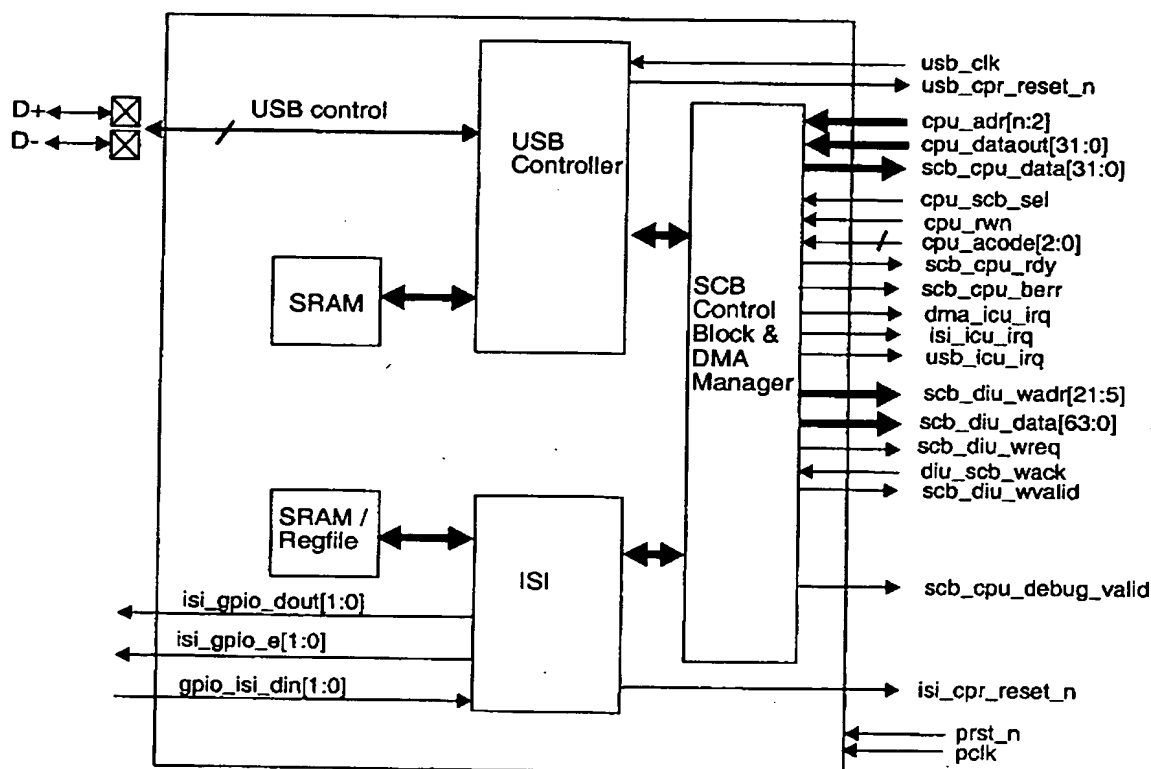 usb_clk
usb_cpr_reset_n
D+
D-
USB control
USB
Controller
cpu_adr[n:2]
cpu_dataout[31:0]
scb_cpu_data[31:0]
cpu_scb_sel
cpu_rwn
cpu_acode[2:0]
scb_cpu_rdy
scb_cpu_berr
dma_icu_irq
isi_icu_irq
usb_icu_irq
SRAM
SCB
Control
Block &
DMA
Manager
scb_diu_wadr[21:5]
scb_diu_data[63:0]
scb_diu_wreq
diu_scb_wack
scb_diu_wvalid
SRAM /
Regfile
ISI
scb_cpu_debug_valid
isi_gpio_dout[1:0]
isi_gpio_e[1:0]
gpio_isi_din[1:0]
isi_cpr_reset_n
prst_n
pclk